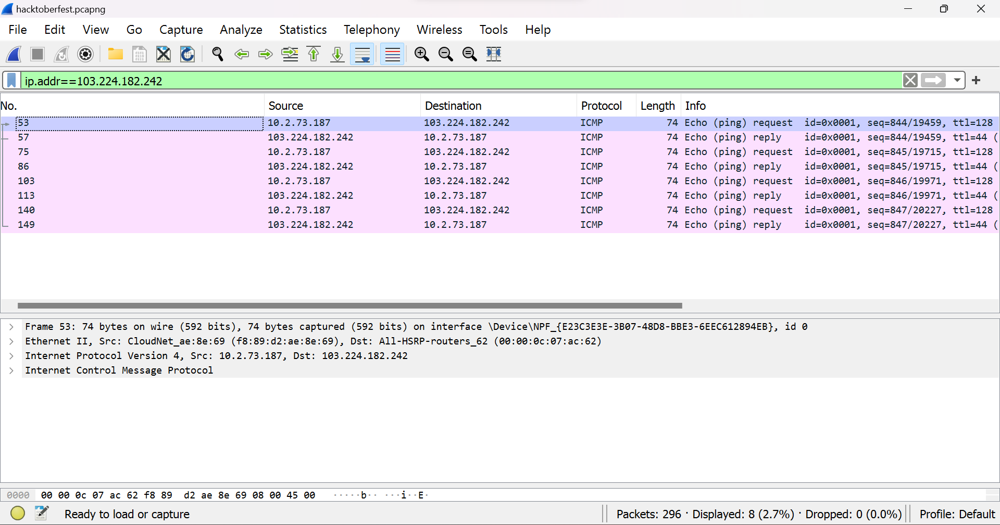 hacktoberfest.pcapng
File Edit View Go Capture Analyze Statistics Telephony Wireless Tools Help
ip.addr==103.224.182.242
No. Source Destination Protocol Length Info
53 10.2.73.187 103.224.182.242 ICMP 74 Echo (ping) request id=0x0001, seq=844/19459, ttl=128
57 103.224.182.242 10.2.73.187 ICMP 74 Echo (ping) reply id=0x0001, seq=844/19459, ttl=44 (
75 10.2.73.187 103.224.182.242 ICMP 74 Echo (ping) request id=0x0001, seq=845/19715, ttl=128
86 103.224.182.242 10.2.73.187 ICMP 74 Echo (ping) reply id=0x0001, seq=845/19715, ttl=44 (
103 10.2.73.187 103.224.182.242 ICMP 74 Echo (ping) request id=0x0001, seq=846/19971, ttl=128
113 103.224.182.242 10.2.73.187 ICMP 74 Echo (ping) reply id=0x0001, seq=846/19971, ttl=44 (
140 10.2.73.187 103.224.182.242 ICMP 74 Echo (ping) request id=0x0001, seq=847/20227, ttl=128
149 103.224.182.242 10.2.73.187 ICMP 74 Echo (ping) reply id=0x0001, seq=847/20227, ttl=44 (
Frame 53: 74 bytes on wire (592 bits), 74 bytes captured (592 bits) on interface \Device\NPF_{E23C3E3E-3B07-48D8-BBE3-6EEC612894EB}, id 0
Ethernet II, Src: CloudNet_ae:8e:69 (f8:89:d2:ae:8e:69), Dst: All-HSRP-routers_62 (00:00:0c:07:ac:62)
Internet Protocol Version 4, Src: 10.2.73.187, Dst: 103.224.182.242
Internet Control Message Protocol
0000 00 00 0c 07 ac 62 f8 89 d2 ae 8e 69 08 00 45 00 ·····b·· ···i··E·
Ready to load or capture Packets: 296 · Displayed: 8 (2.7%) · Dropped: 0 (0.0%) Profile: Default